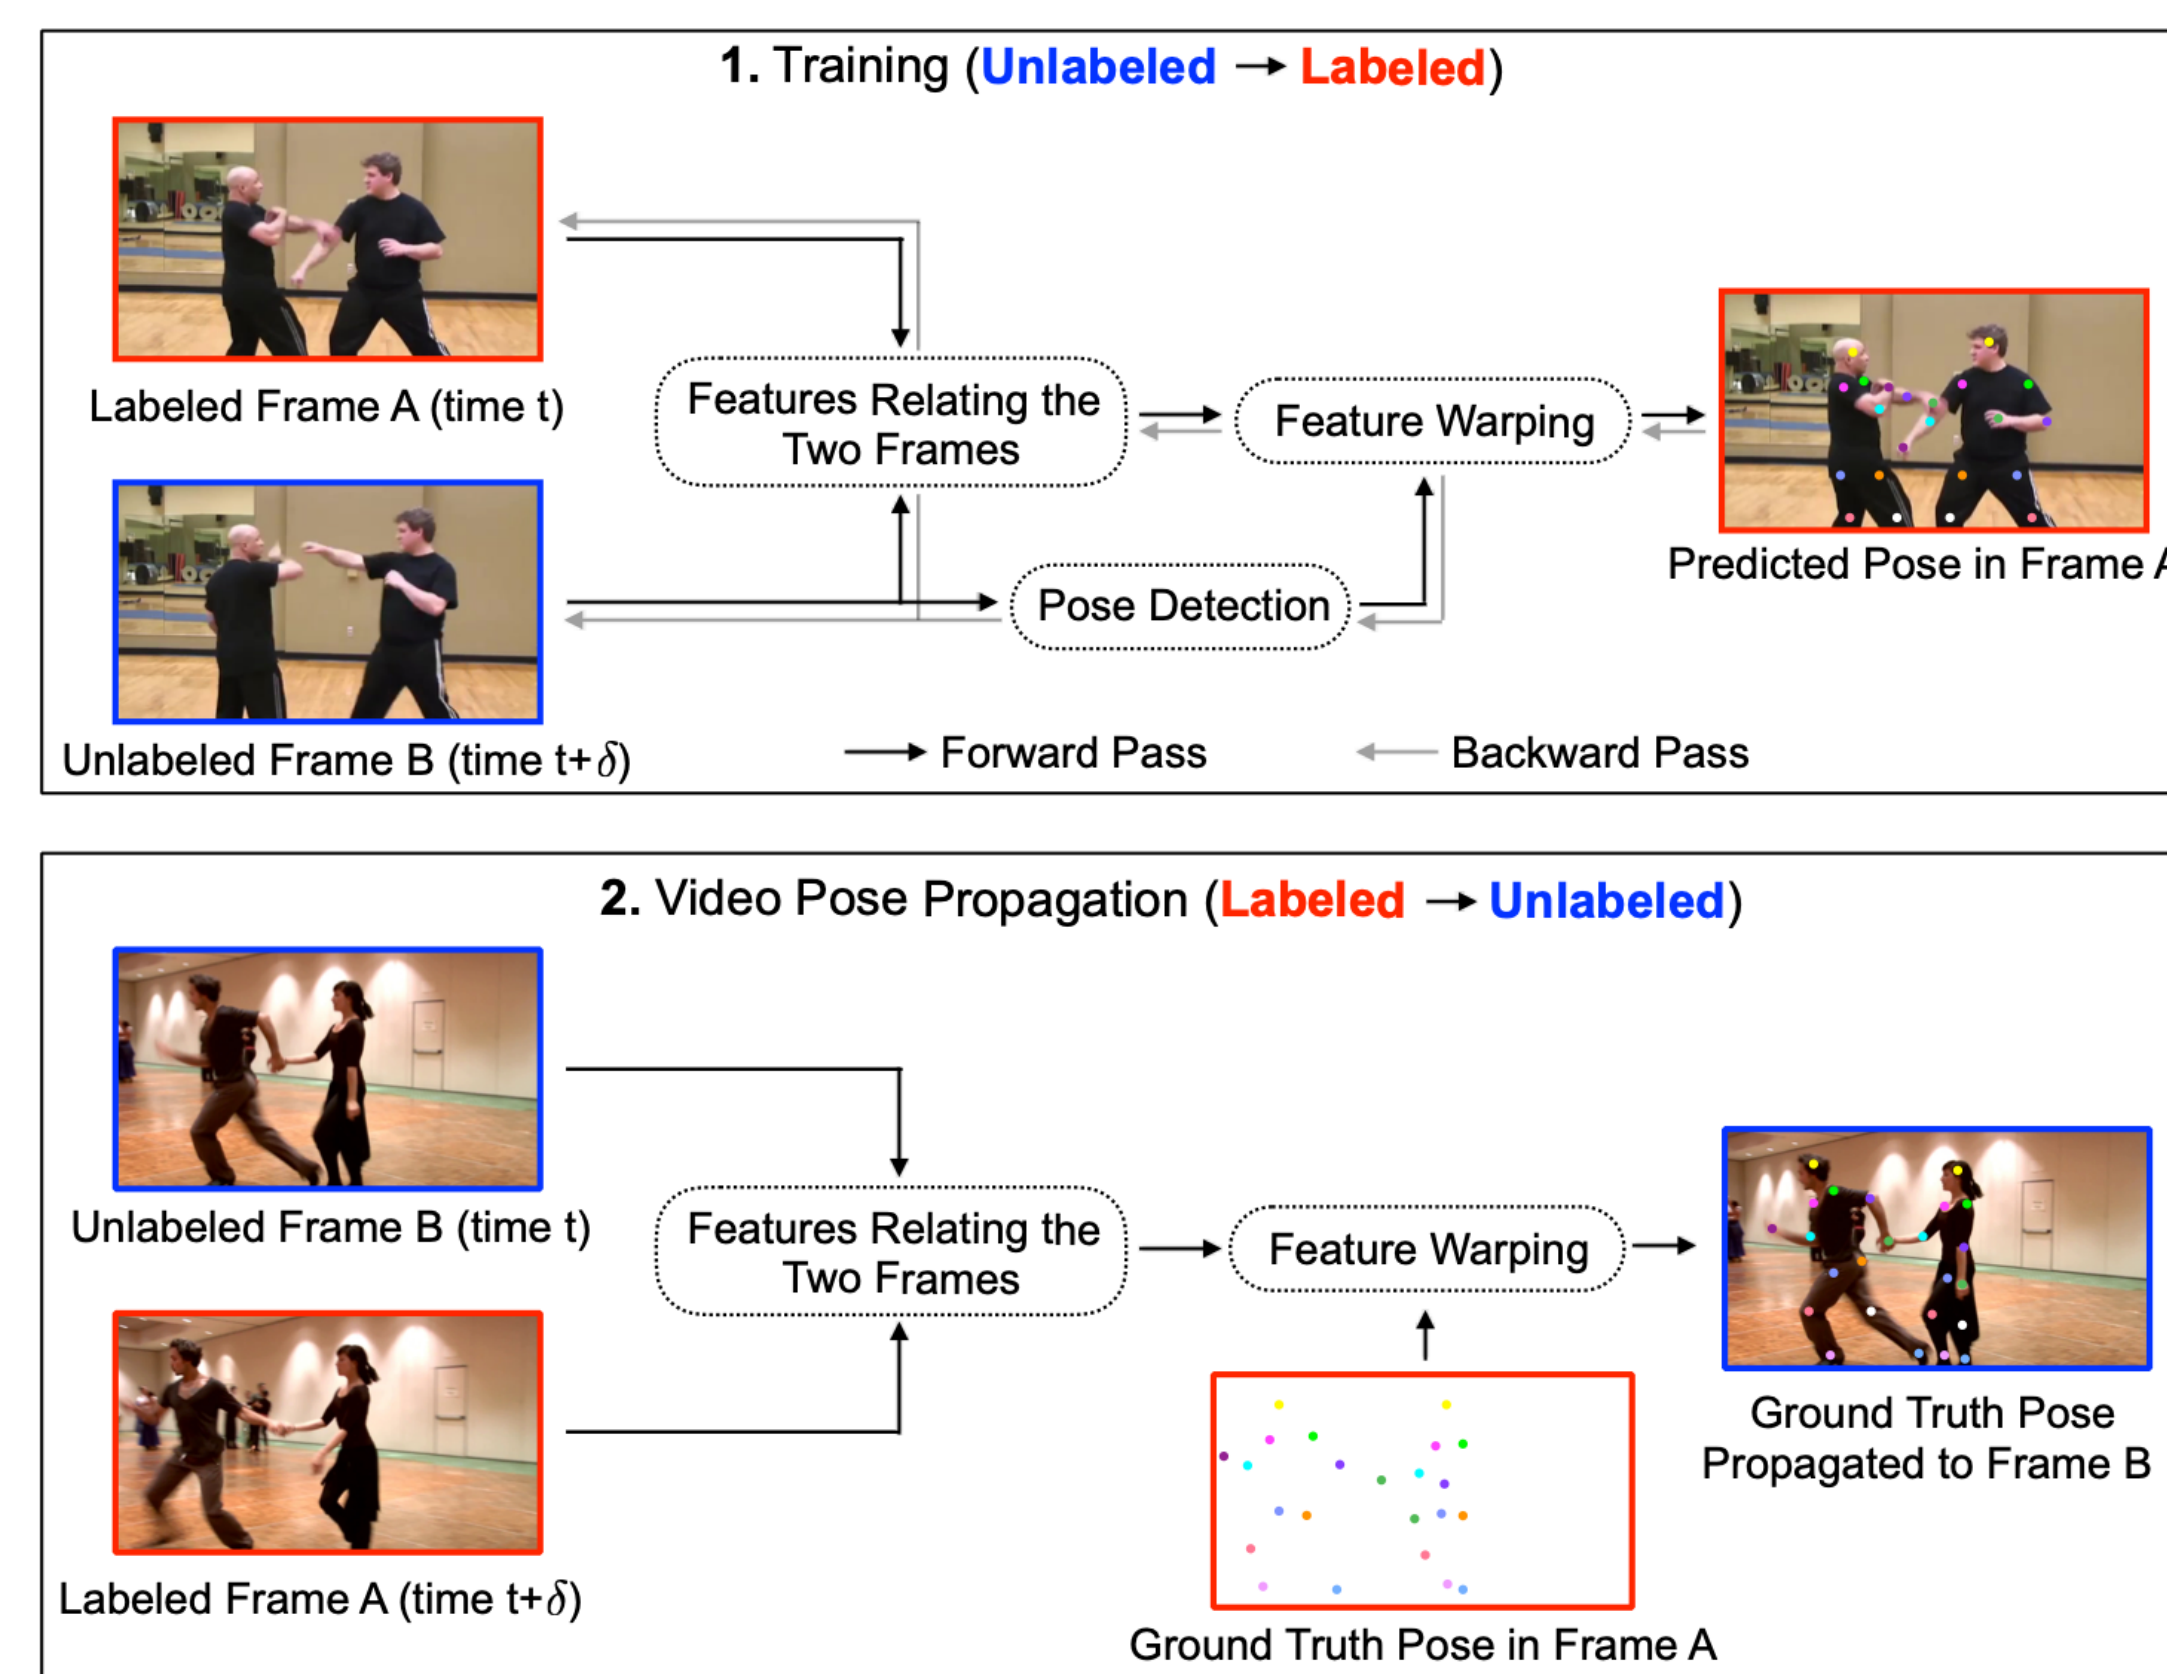 1. Training (Unlabeled → Labeled)
Labeled Frame A (time t)
Features Relating the
Two Frames
Feature Warping
Predicted Pose in Frame A
Pose Detection
Unlabeled Frame B (time t+δ)
Forward Pass
Backward Pass
2. Video Pose Propagation (Labeled → Unlabeled)
Unlabeled Frame B (time t)
Features Relating the
Two Frames
Feature Warping
Ground Truth Pose
Propagated to Frame B
Labeled Frame A (time t+δ)
Ground Truth Pose in Frame A